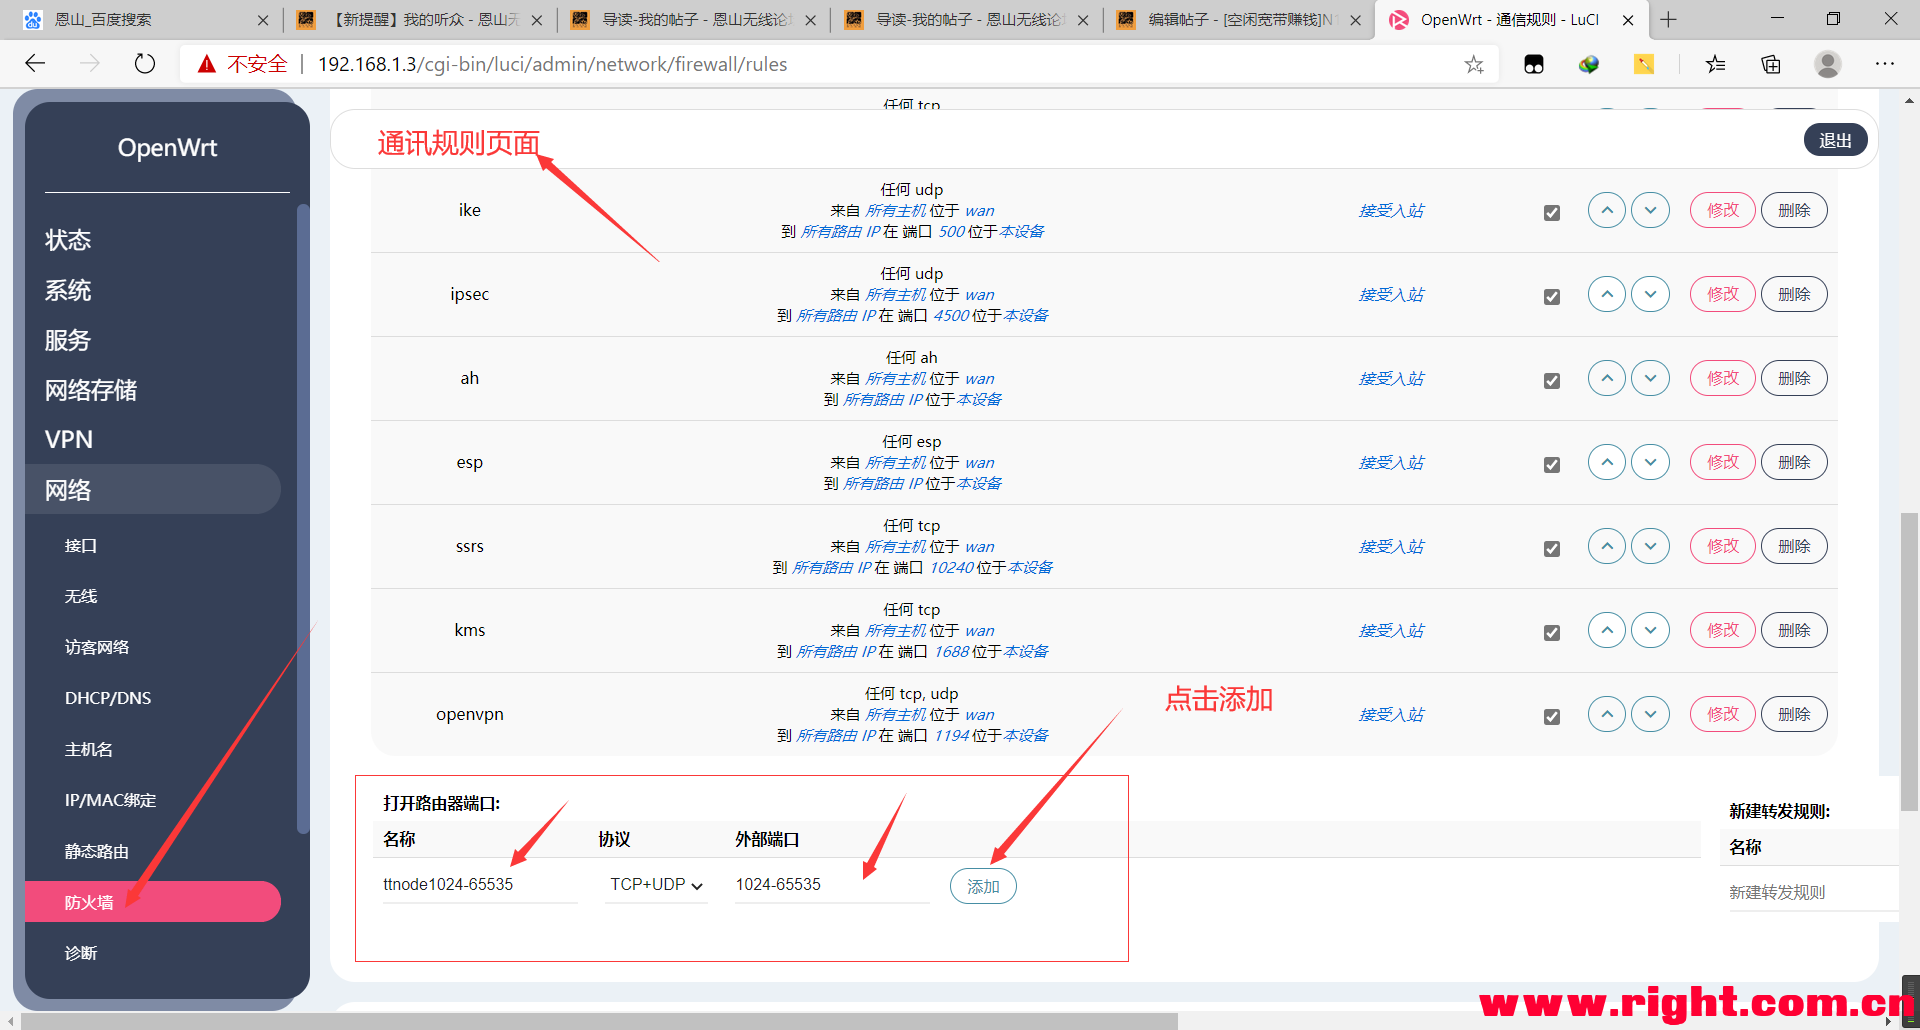 恩山_百度搜索
【新提醒】我的听众 - 恩山无
导读-我的帖子 - 恩山无线论坛
导读-我的帖子 - 恩山无线论
编辑帖子 - [空闲宽带赚钱]N1
OpenWrt - 通信规则 - LuCI
不安全
192.168.1.3/cgi-bin/luci/admin/network/firewall/rules
OpenWrt
状态
系统
服务
网络存储
VPN
网络
接口
无线
访客网络
DHCP/DNS
主机名
IP/MAC绑定
静态路由
防火墙
诊断
任何 tcp
通讯规则页面
退出
ike
任何 udp
来自 所有主机 位于 wan
到 所有路由 IP 在 端口 500 位于本设备
接受入站
修改
删除
ipsec
任何 udp
来自 所有主机 位于 wan
到 所有路由 IP 在 端口 4500 位于本设备
接受入站
修改
删除
ah
任何 ah
来自 所有主机 位于 wan
到 所有路由 IP 位于本设备
接受入站
修改
删除
esp
任何 esp
来自 所有主机 位于 wan
到 所有路由 IP 位于本设备
接受入站
修改
删除
ssrs
任何 tcp
来自 所有主机 位于 wan
到 所有路由 IP 在 端口 10240 位于本设备
接受入站
修改
删除
kms
任何 tcp
来自 所有主机 位于 wan
到 所有路由 IP 在 端口 1688 位于本设备
接受入站
修改
删除
openvpn
任何 tcp, udp
来自 所有主机 位于 wan
到 所有路由 IP 在 端口 1194 位于本设备
接受入站
修改
删除
点击添加
打开路由器端口:
名称 协议 外部端口
ttnode1024-65535 TCP+UDP 1024-65535 添加
新建转发规则:
名称
新建转发规则
www.right.com.cn